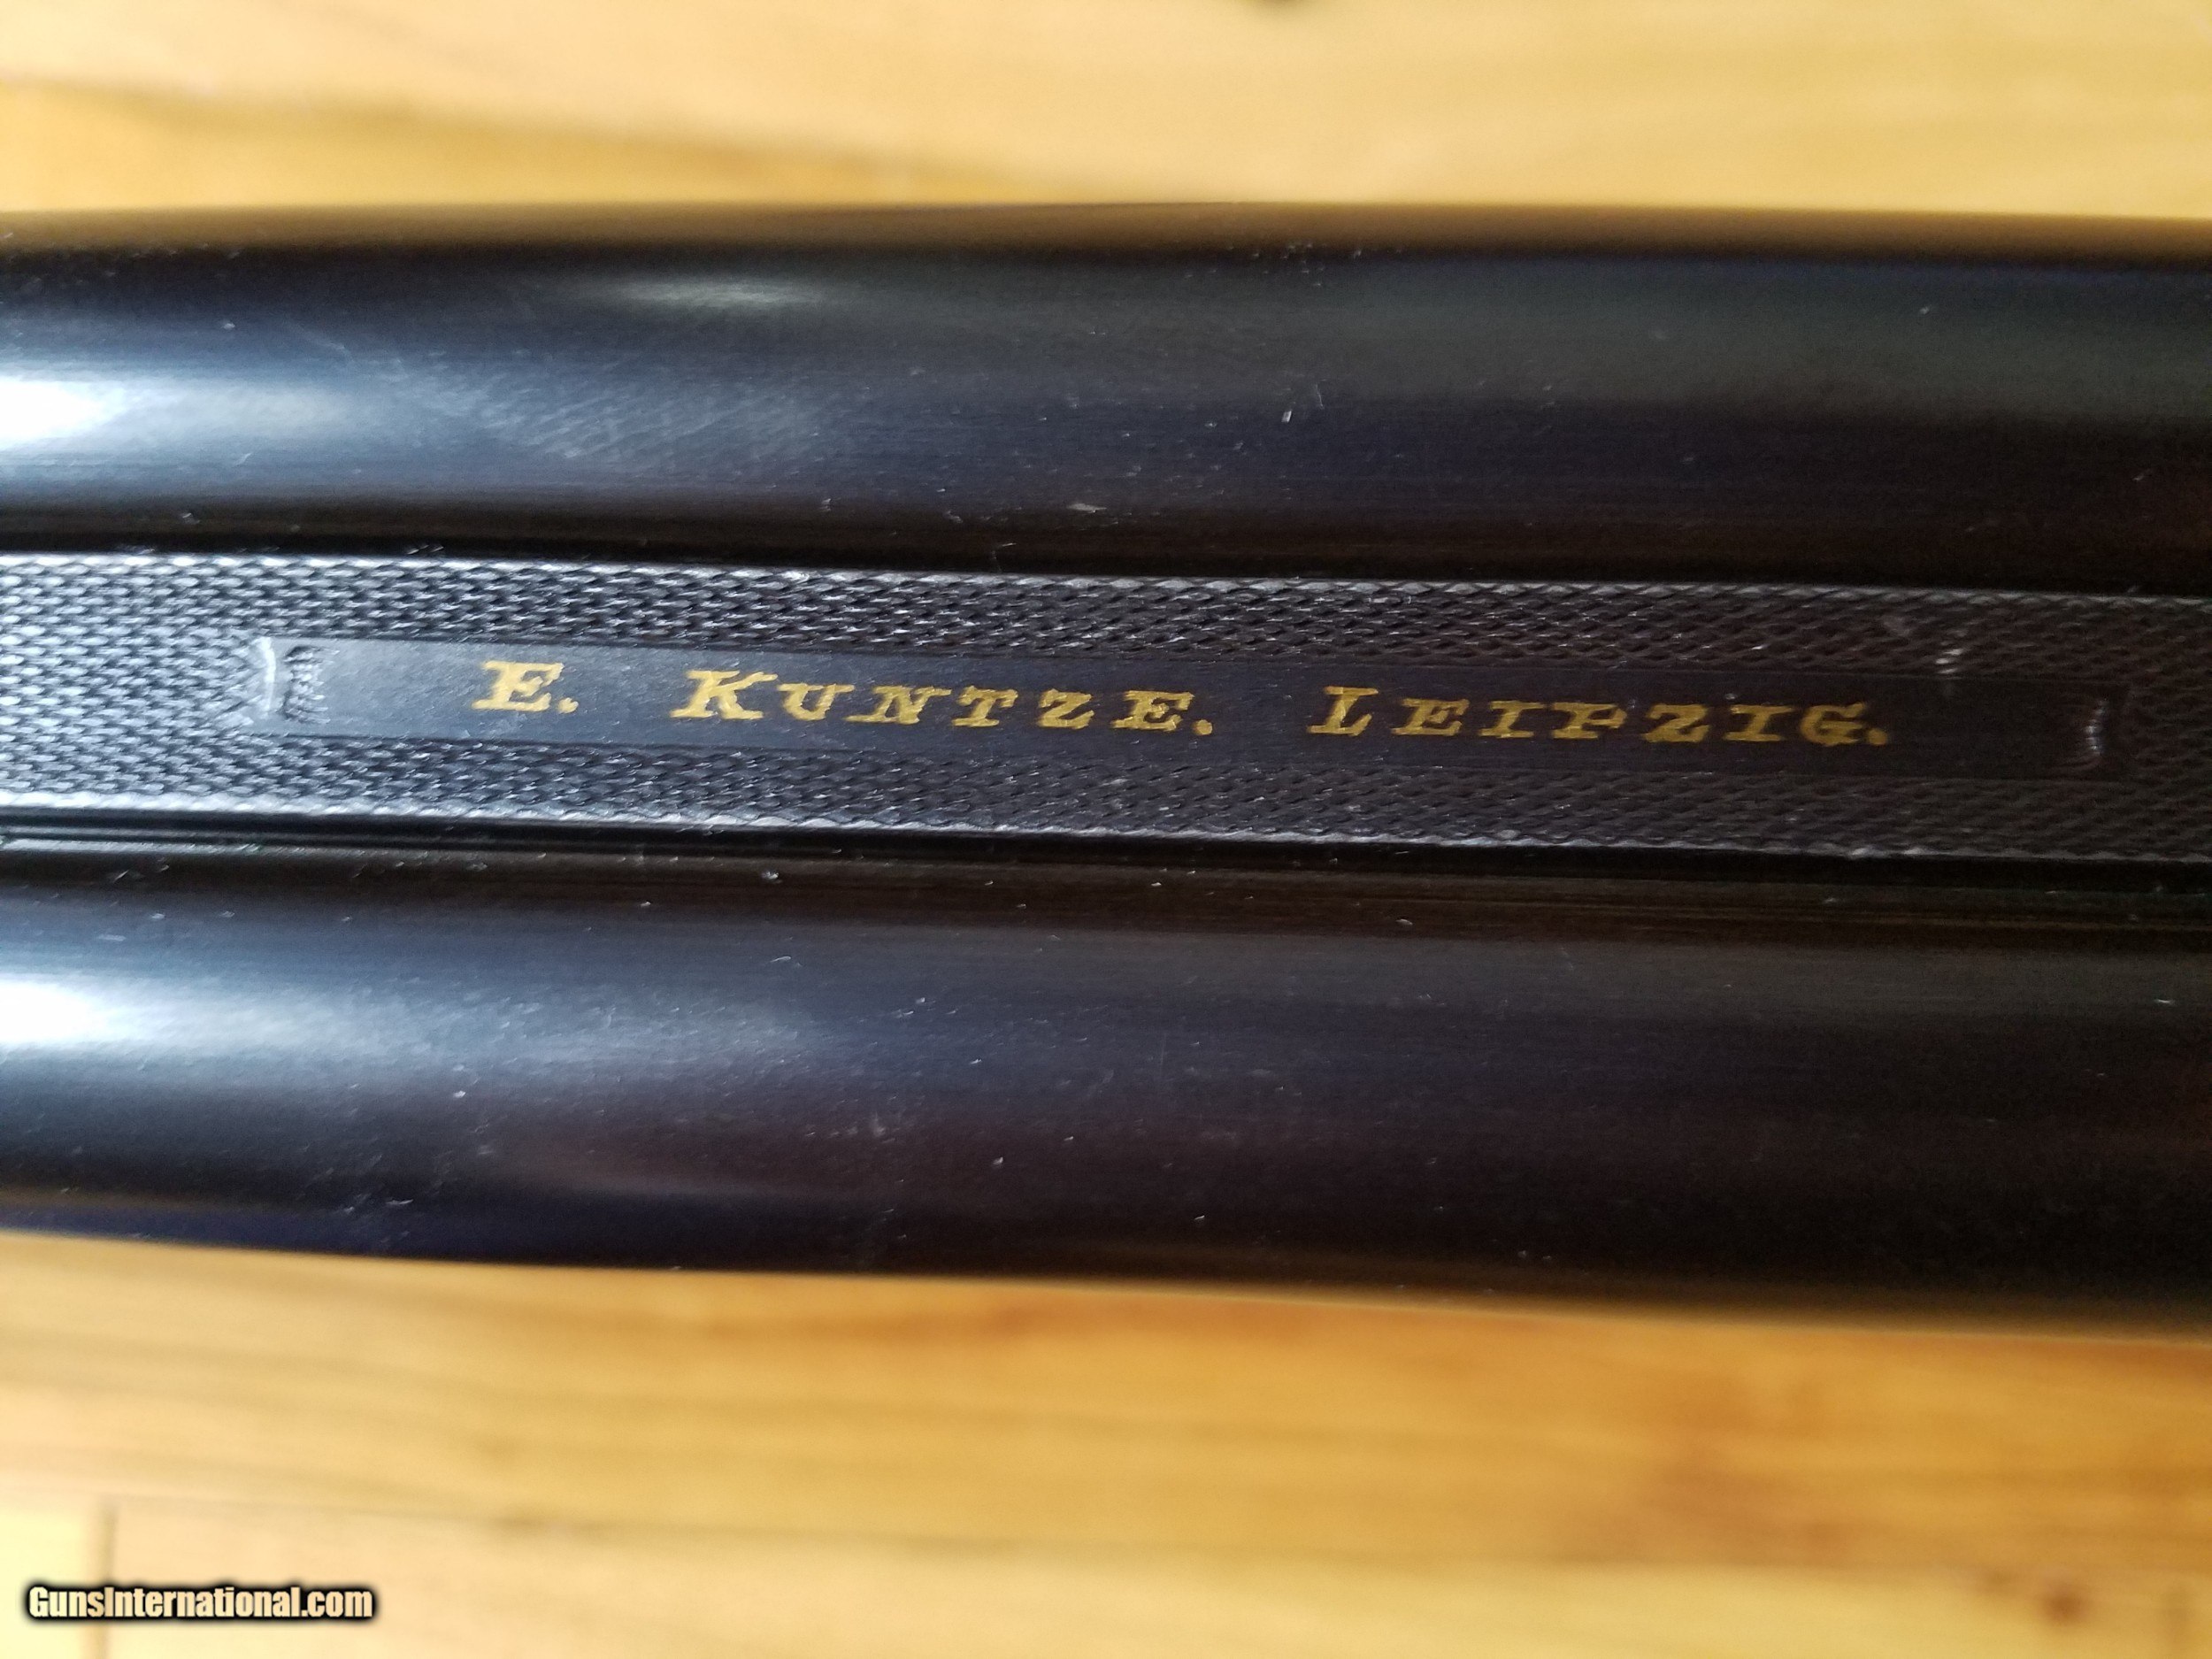 E. KUNTZE. LEIPZIG.
GunsInternational.com